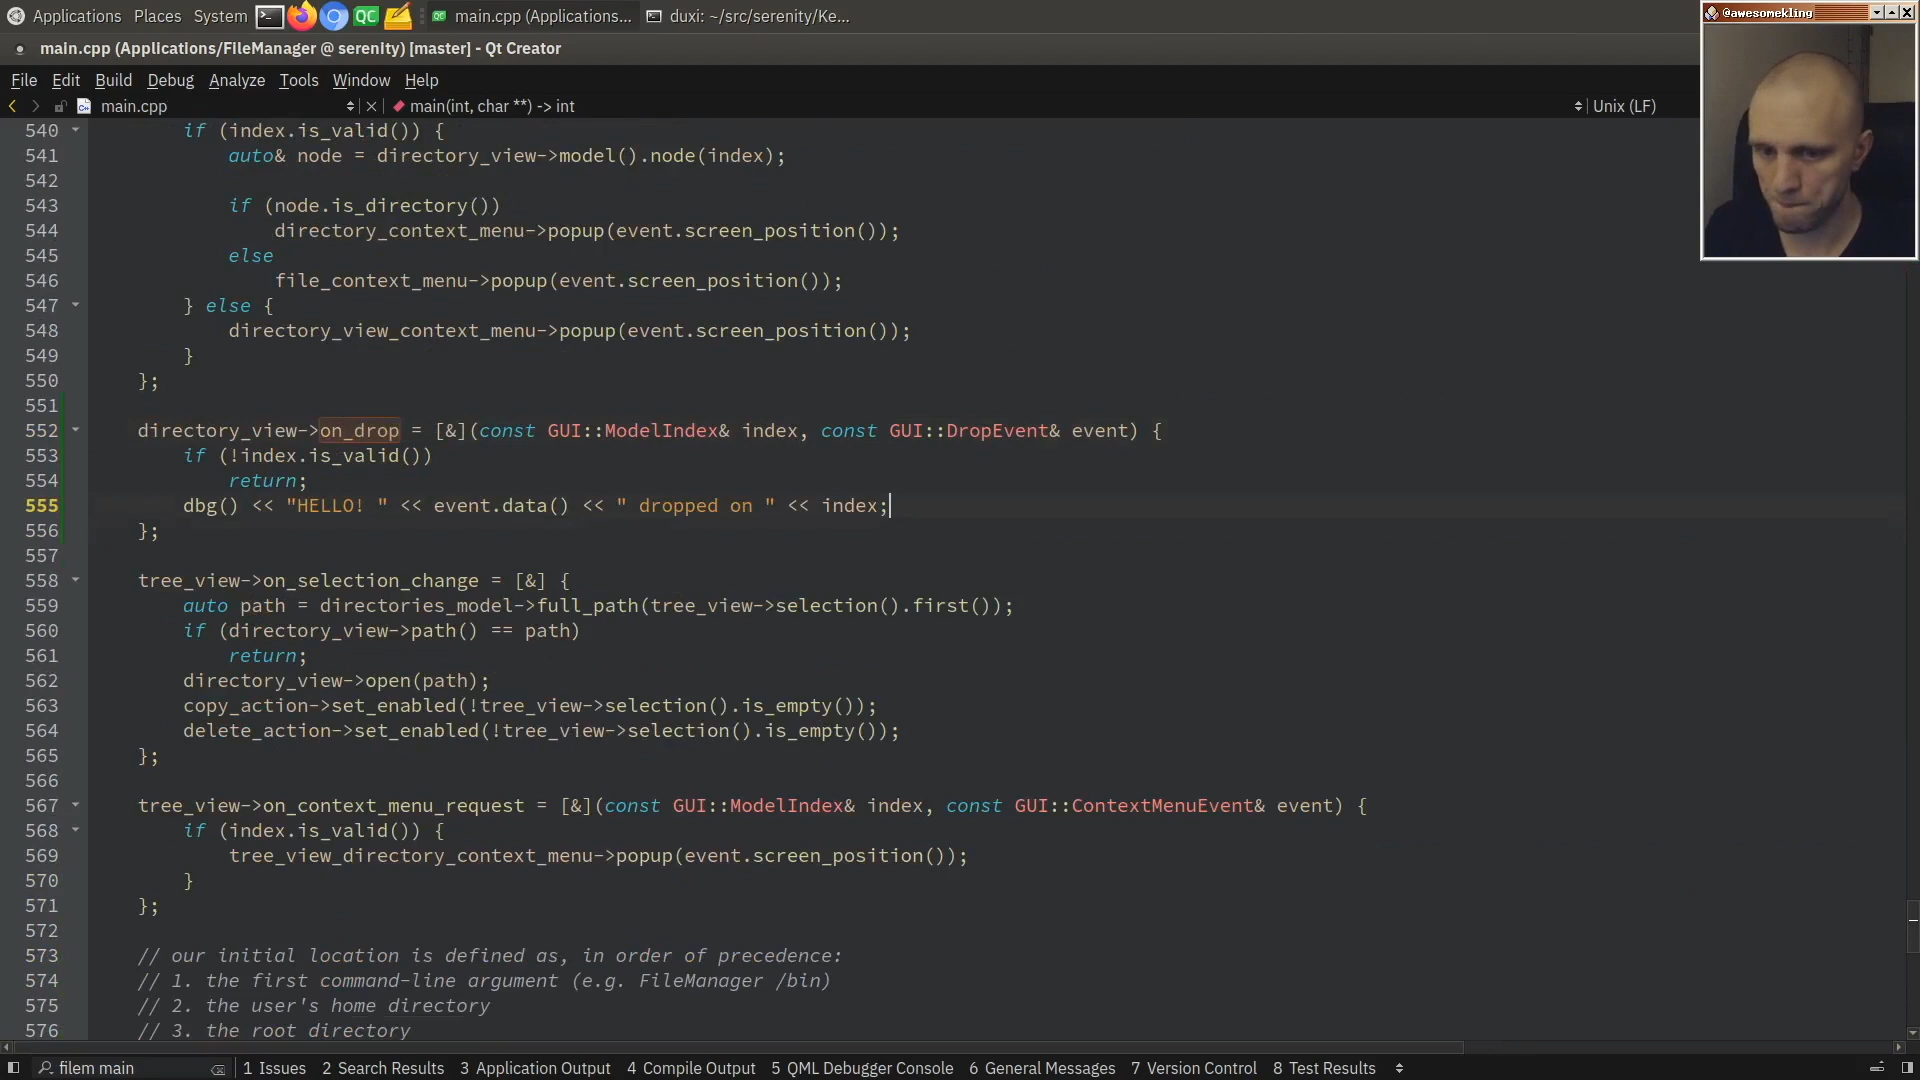 Applications Places System main.cpp (Applications... duxi: ~/src/serenity/Ke...
@awesomekling
main.cpp (Applications/FileManager @ serenity) [master] - Qt Creator
File Edit Build Debug Analyze Tools Window Help
main.cpp main(int, char **) -> int Unix (LF)
540 if (index.is_valid()) {
541 auto& node = directory_view->model().node(index);
542
543 if (node.is_directory())
544 directory_context_menu->popup(event.screen_position());
545 else
546 file_context_menu->popup(event.screen_position());
547 } else {
548 directory_view_context_menu->popup(event.screen_position());
549 }
550 };
551
552 directory_view->on_drop = [&](const GUI::ModelIndex& index, const GUI::DropEvent& event) {
553 if (!index.is_valid())
554 return;
555 dbg() << "HELLO! " << event.data() << " dropped on " << index;
556 };
557
558 tree_view->on_selection_change = [&] {
559 auto path = directories_model->full_path(tree_view->selection().first());
560 if (directory_view->path() == path)
561 return;
562 directory_view->open(path);
563 copy_action->set_enabled(!tree_view->selection().is_empty());
564 delete_action->set_enabled(!tree_view->selection().is_empty());
565 };
566
567 tree_view->on_context_menu_request = [&](const GUI::ModelIndex& index, const GUI::ContextMenuEvent& event) {
568 if (index.is_valid()) {
569 tree_view_directory_context_menu->popup(event.screen_position());
570 }
571 };
572
573 // our initial location is defined as, in order of precedence:
574 // 1. the first command-line argument (e.g. FileManager /bin)
575 // 2. the user's home directory
576 // 3. the root directory
filem main 1 Issues 2 Search Results 3 Application Output 4 Compile Output 5 QML Debugger Console 6 General Messages 7 Version Control 8 Test Results